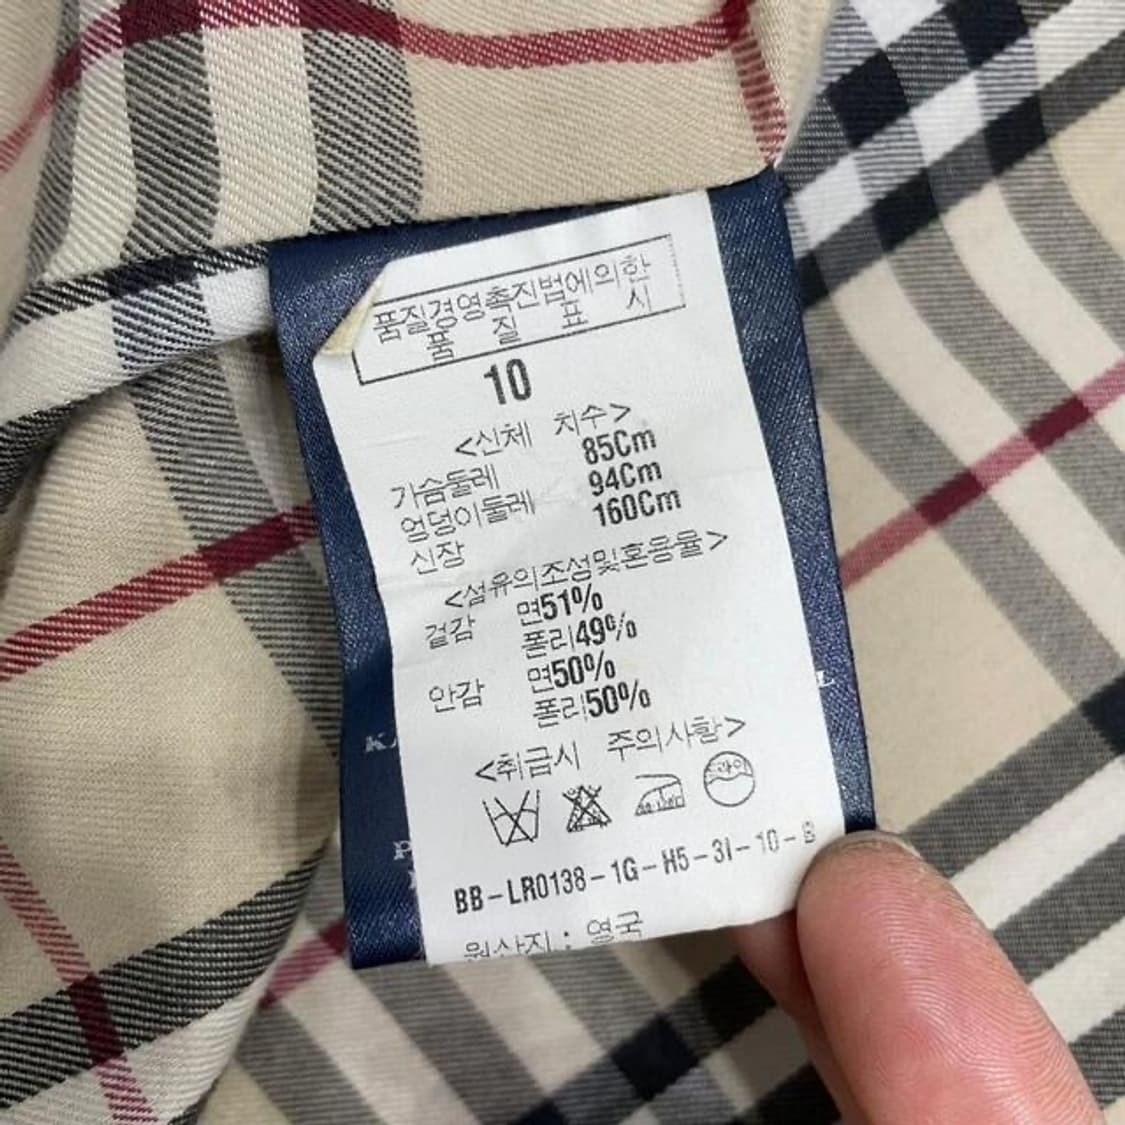 품질경영촉진법에의한
품 질 표 시
10
<신체 치수>
가슴둘레 85Cm
엉덩이둘레 94Cm
신장 160Cm
<섬유의조성및혼용율>
겉감 면51%
폴리49%
안감 면50%
폴리50%
<취급시 주의사항>
드라이
BB-LR0138-1G-H5-3I-10-8
원산지 : 영국